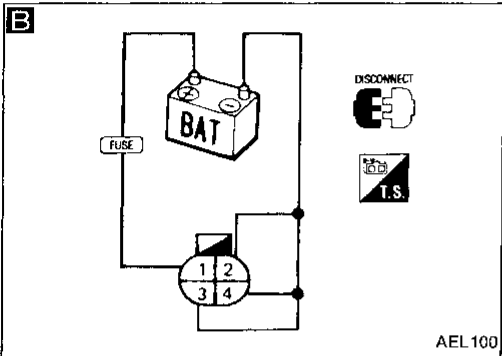 B
DISCONNECT
BAT
FUSE
T.S.
1 2
3 4
AEL100